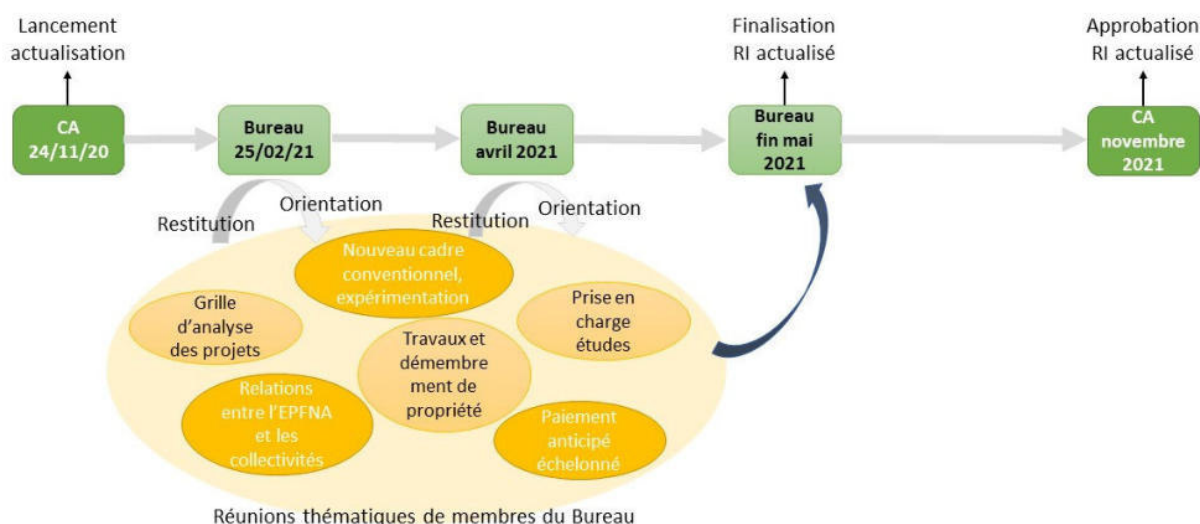 Lancement
actualisation
Finalisation
RI actualisé
Approbation
RI actualisé
CA
24/11/20
Bureau
25/02/21
Bureau
avril 2021
Bureau
fin mai
2021
CA
novembre
2021
Restitution
Orientation
Restitution
Orientation
Nouveau cadre
conventionnel,
expérimentation
Grille
d'analyse
des projets
Prise en
charge
études
Travaux et
démembre
ment de
propriété
Relations
entre l'EPFNA
et les
collectivités
Paiement
anticipé
échelonné
Réunions thématiques de membres du Bureau